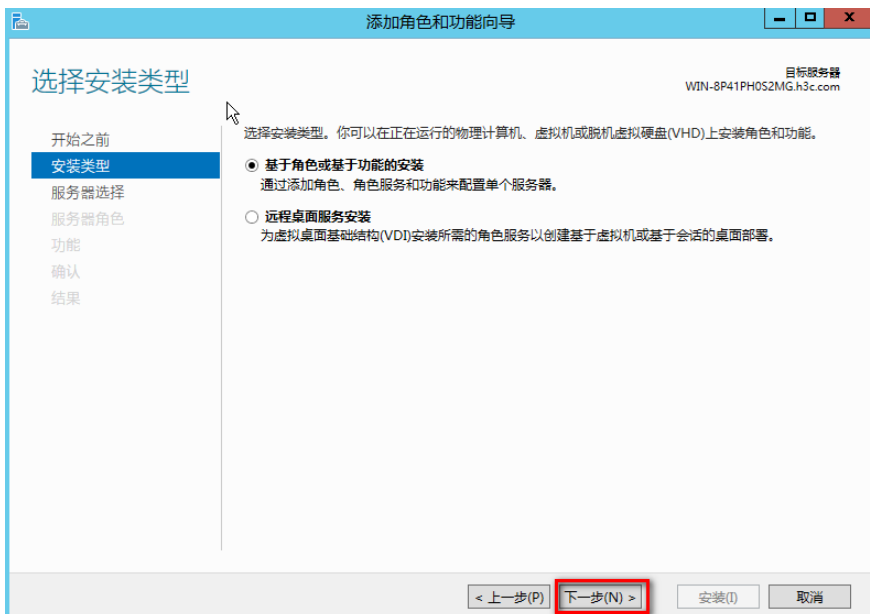 添加角色和功能向导
选择安装类型
目标服务器
WIN-8P41PH0S2MG.h3c.com
开始之前
安装类型
服务器选择
服务器角色
功能
确认
结果
选择安装类型。你可以在正在运行的物理计算机、虚拟机或脱机虚拟硬盘(VHD)上安装角色和功能。
基于角色或基于功能的安装
通过添加角色、角色服务和功能来配置单个服务器。
远程桌面服务安装
为虚拟桌面基础结构(VDI)安装所需的角色服务以创建基于虚拟机或基于会话的桌面部署。
< 上一步(P)
下一步(N) >
安装(I)
取消